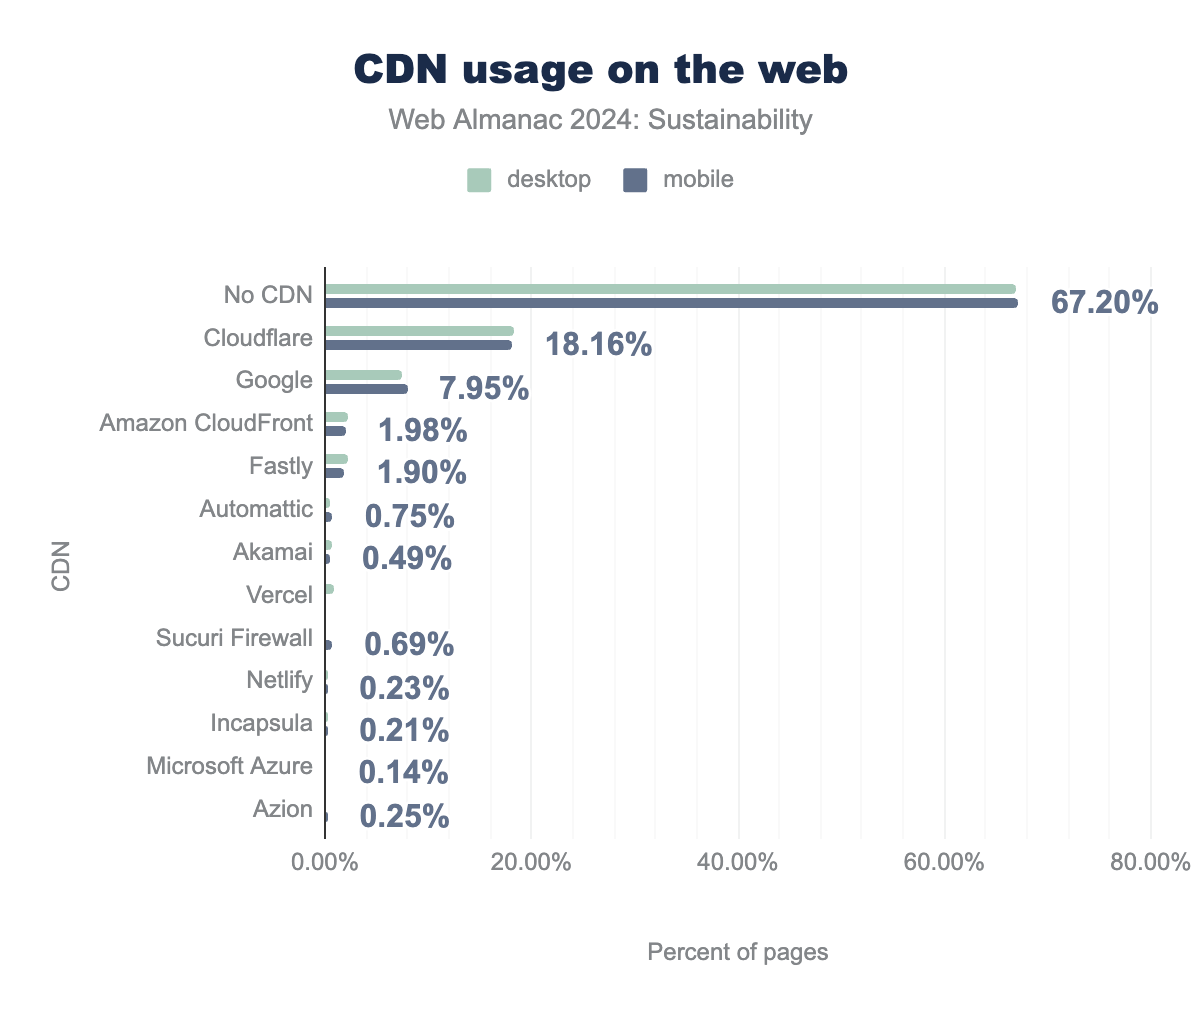 CDN usage on the web
Web Almanac 2024: Sustainability
desktop mobile
No CDN 67.20%
Cloudflare 18.16%
Google 7.95%
Amazon CloudFront 1.98%
Fastly 1.90%
Automattic 0.75%
Akamai 0.49%
Vercel
Sucuri Firewall 0.69%
Netlify 0.23%
Incapsula 0.21%
Microsoft Azure 0.14%
Azion 0.25%
CDN
0.00% 20.00% 40.00% 60.00% 80.00%
Percent of pages